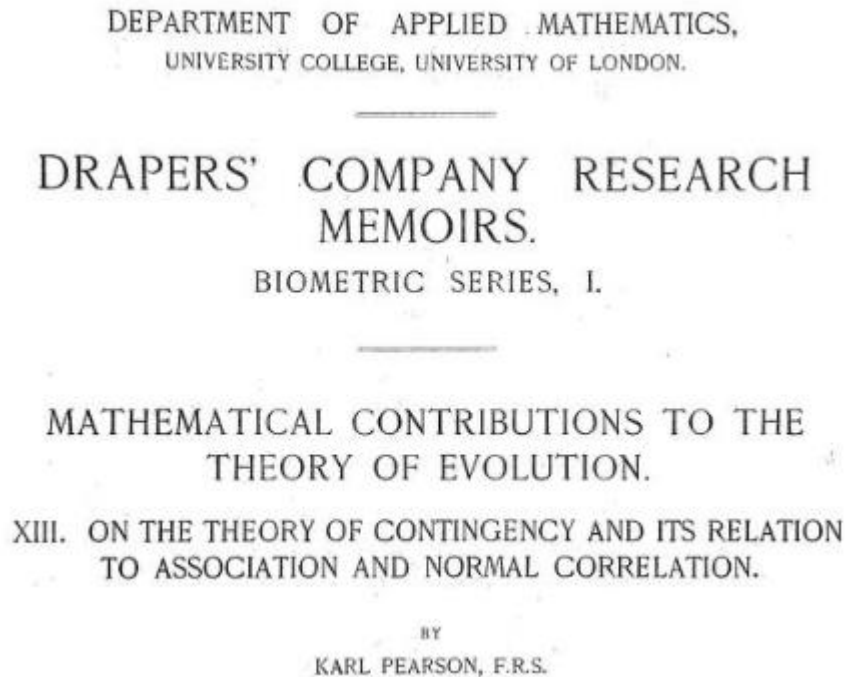 DEPARTMENT OF APPLIED MATHEMATICS,
UNIVERSITY COLLEGE, UNIVERSITY OF LONDON.
DRAPERS' COMPANY RESEARCH
MEMOIRS.
BIOMETRIC SERIES, I.
MATHEMATICAL CONTRIBUTIONS TO THE
THEORY OF EVOLUTION.
XIII. ON THE THEORY OF CONTINGENCY AND ITS RELATION
TO ASSOCIATION AND NORMAL CORRELATION.
BY
KARL PEARSON, F.R.S.